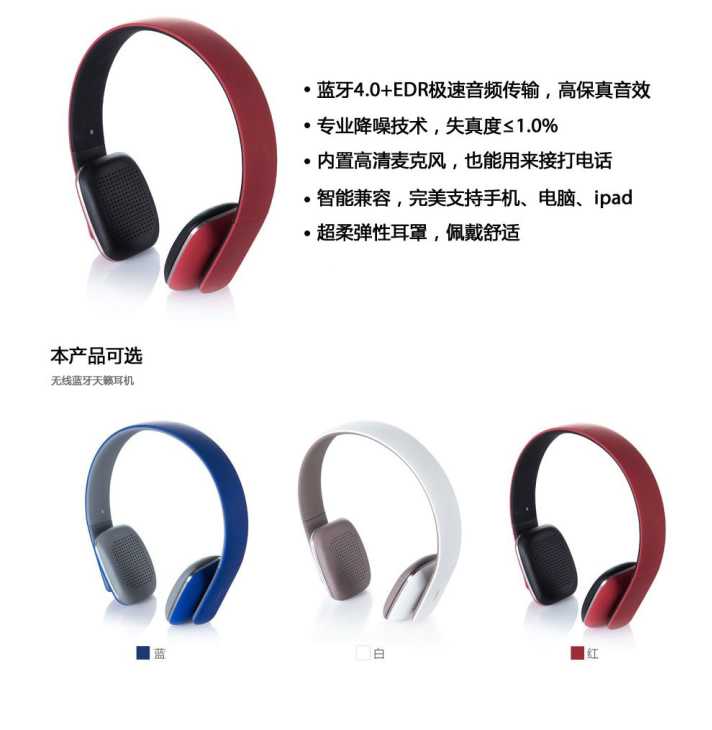 • 蓝牙4.0+EDR极速音频传输，高保真音效
• 专业降噪技术，失真度≤1.0%
• 内置高清麦克风，也能用来接打电话
• 智能兼容，完美支持手机、电脑、ipad
• 超柔弹性耳罩，佩戴舒适
本产品可选
无线蓝牙天籁耳机
蓝
白
红